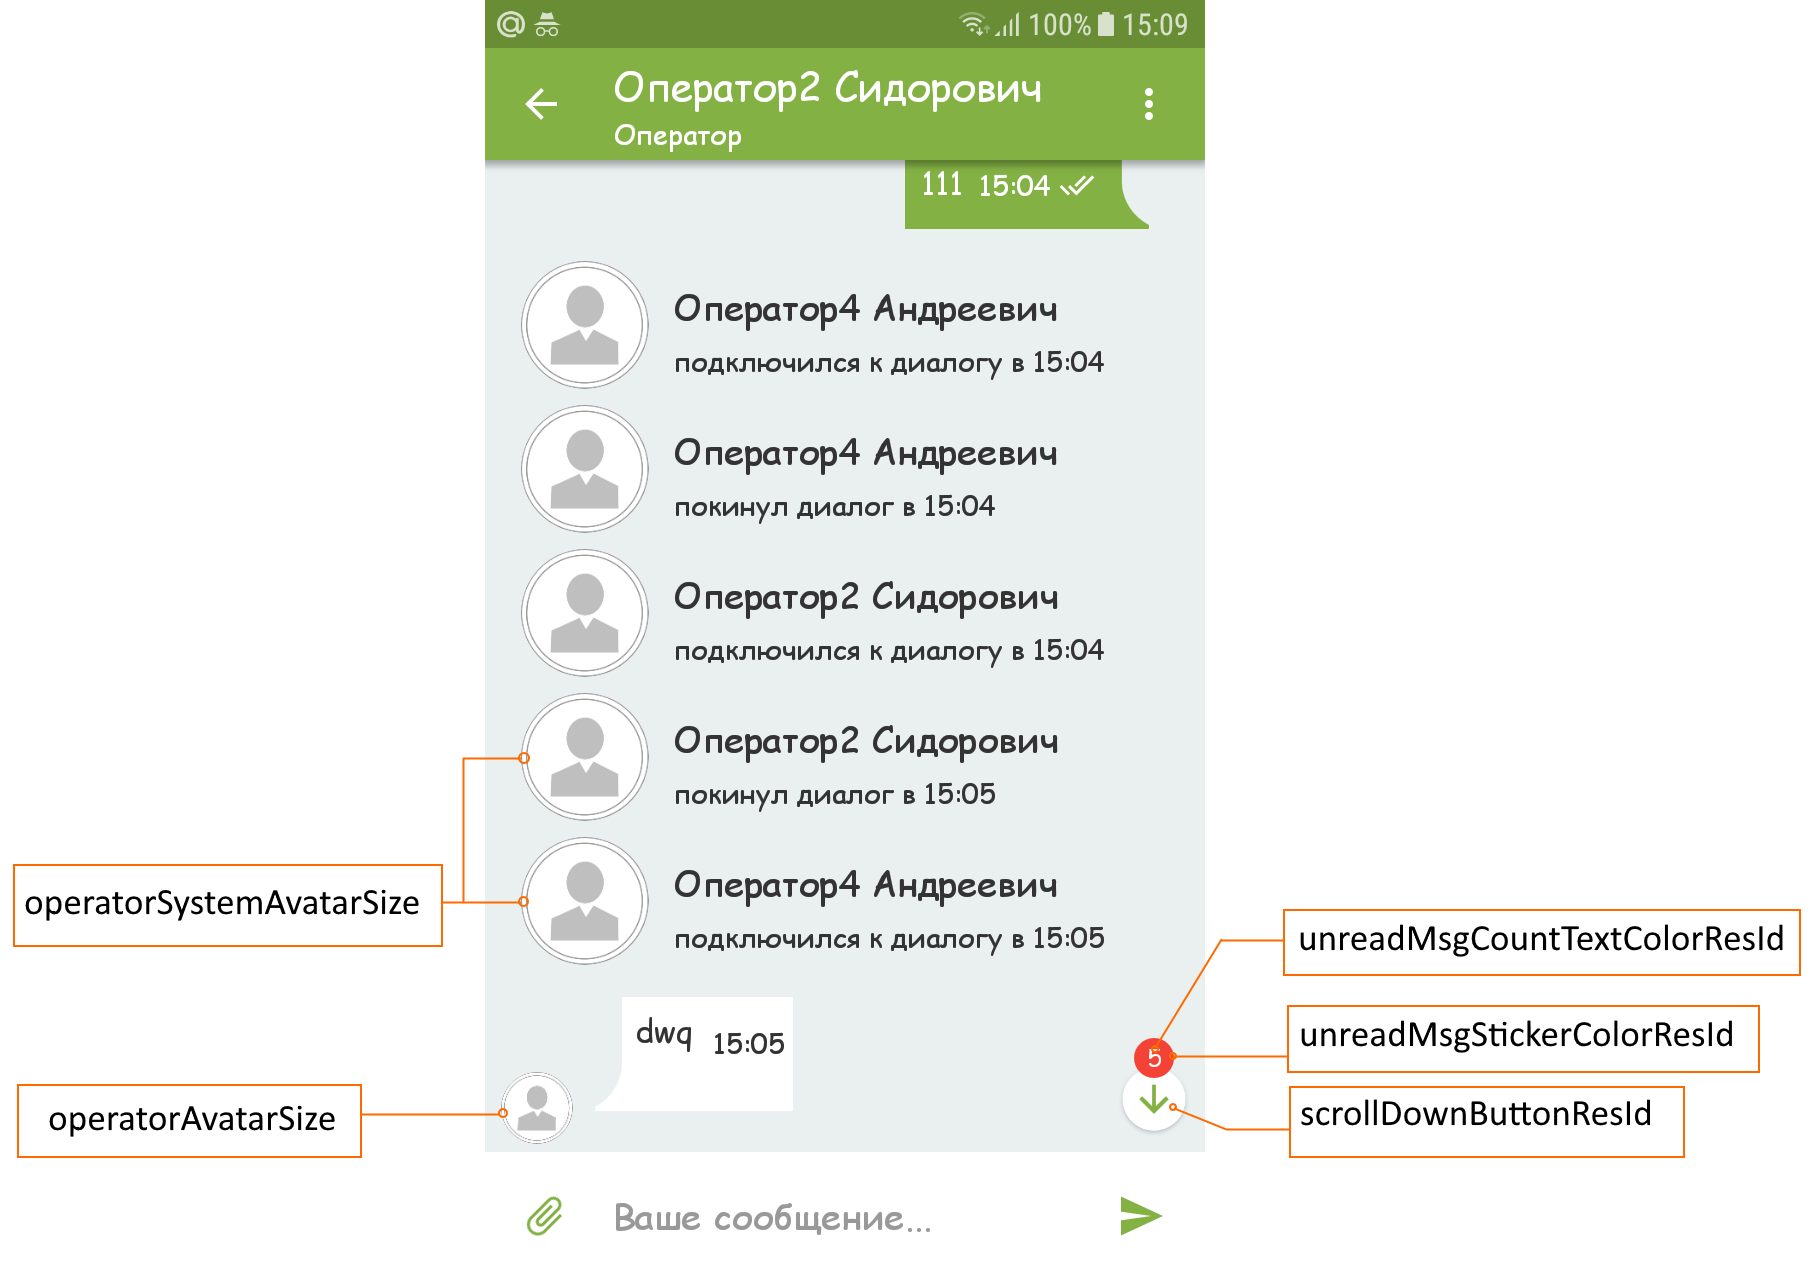 100% 15:09
Оператор2 Сидорович
Оператор
111 15:04
Оператор4 Андреевич
подключился к диалогу в 15:04
Оператор4 Андреевич
покинул диалог в 15:04
Оператор2 Сидорович
подключился к диалогу в 15:04
Оператор2 Сидорович
покинул диалог в 15:05
operatorSystemAvatarSize
Оператор4 Андреевич
подключился к диалогу в 15:05
unreadMsgCountTextColorResId
dwq 15:05
unreadMsgStickerColorResId
5
operatorAvatarSize
scrollDownButtonResId
Ваше сообщение...